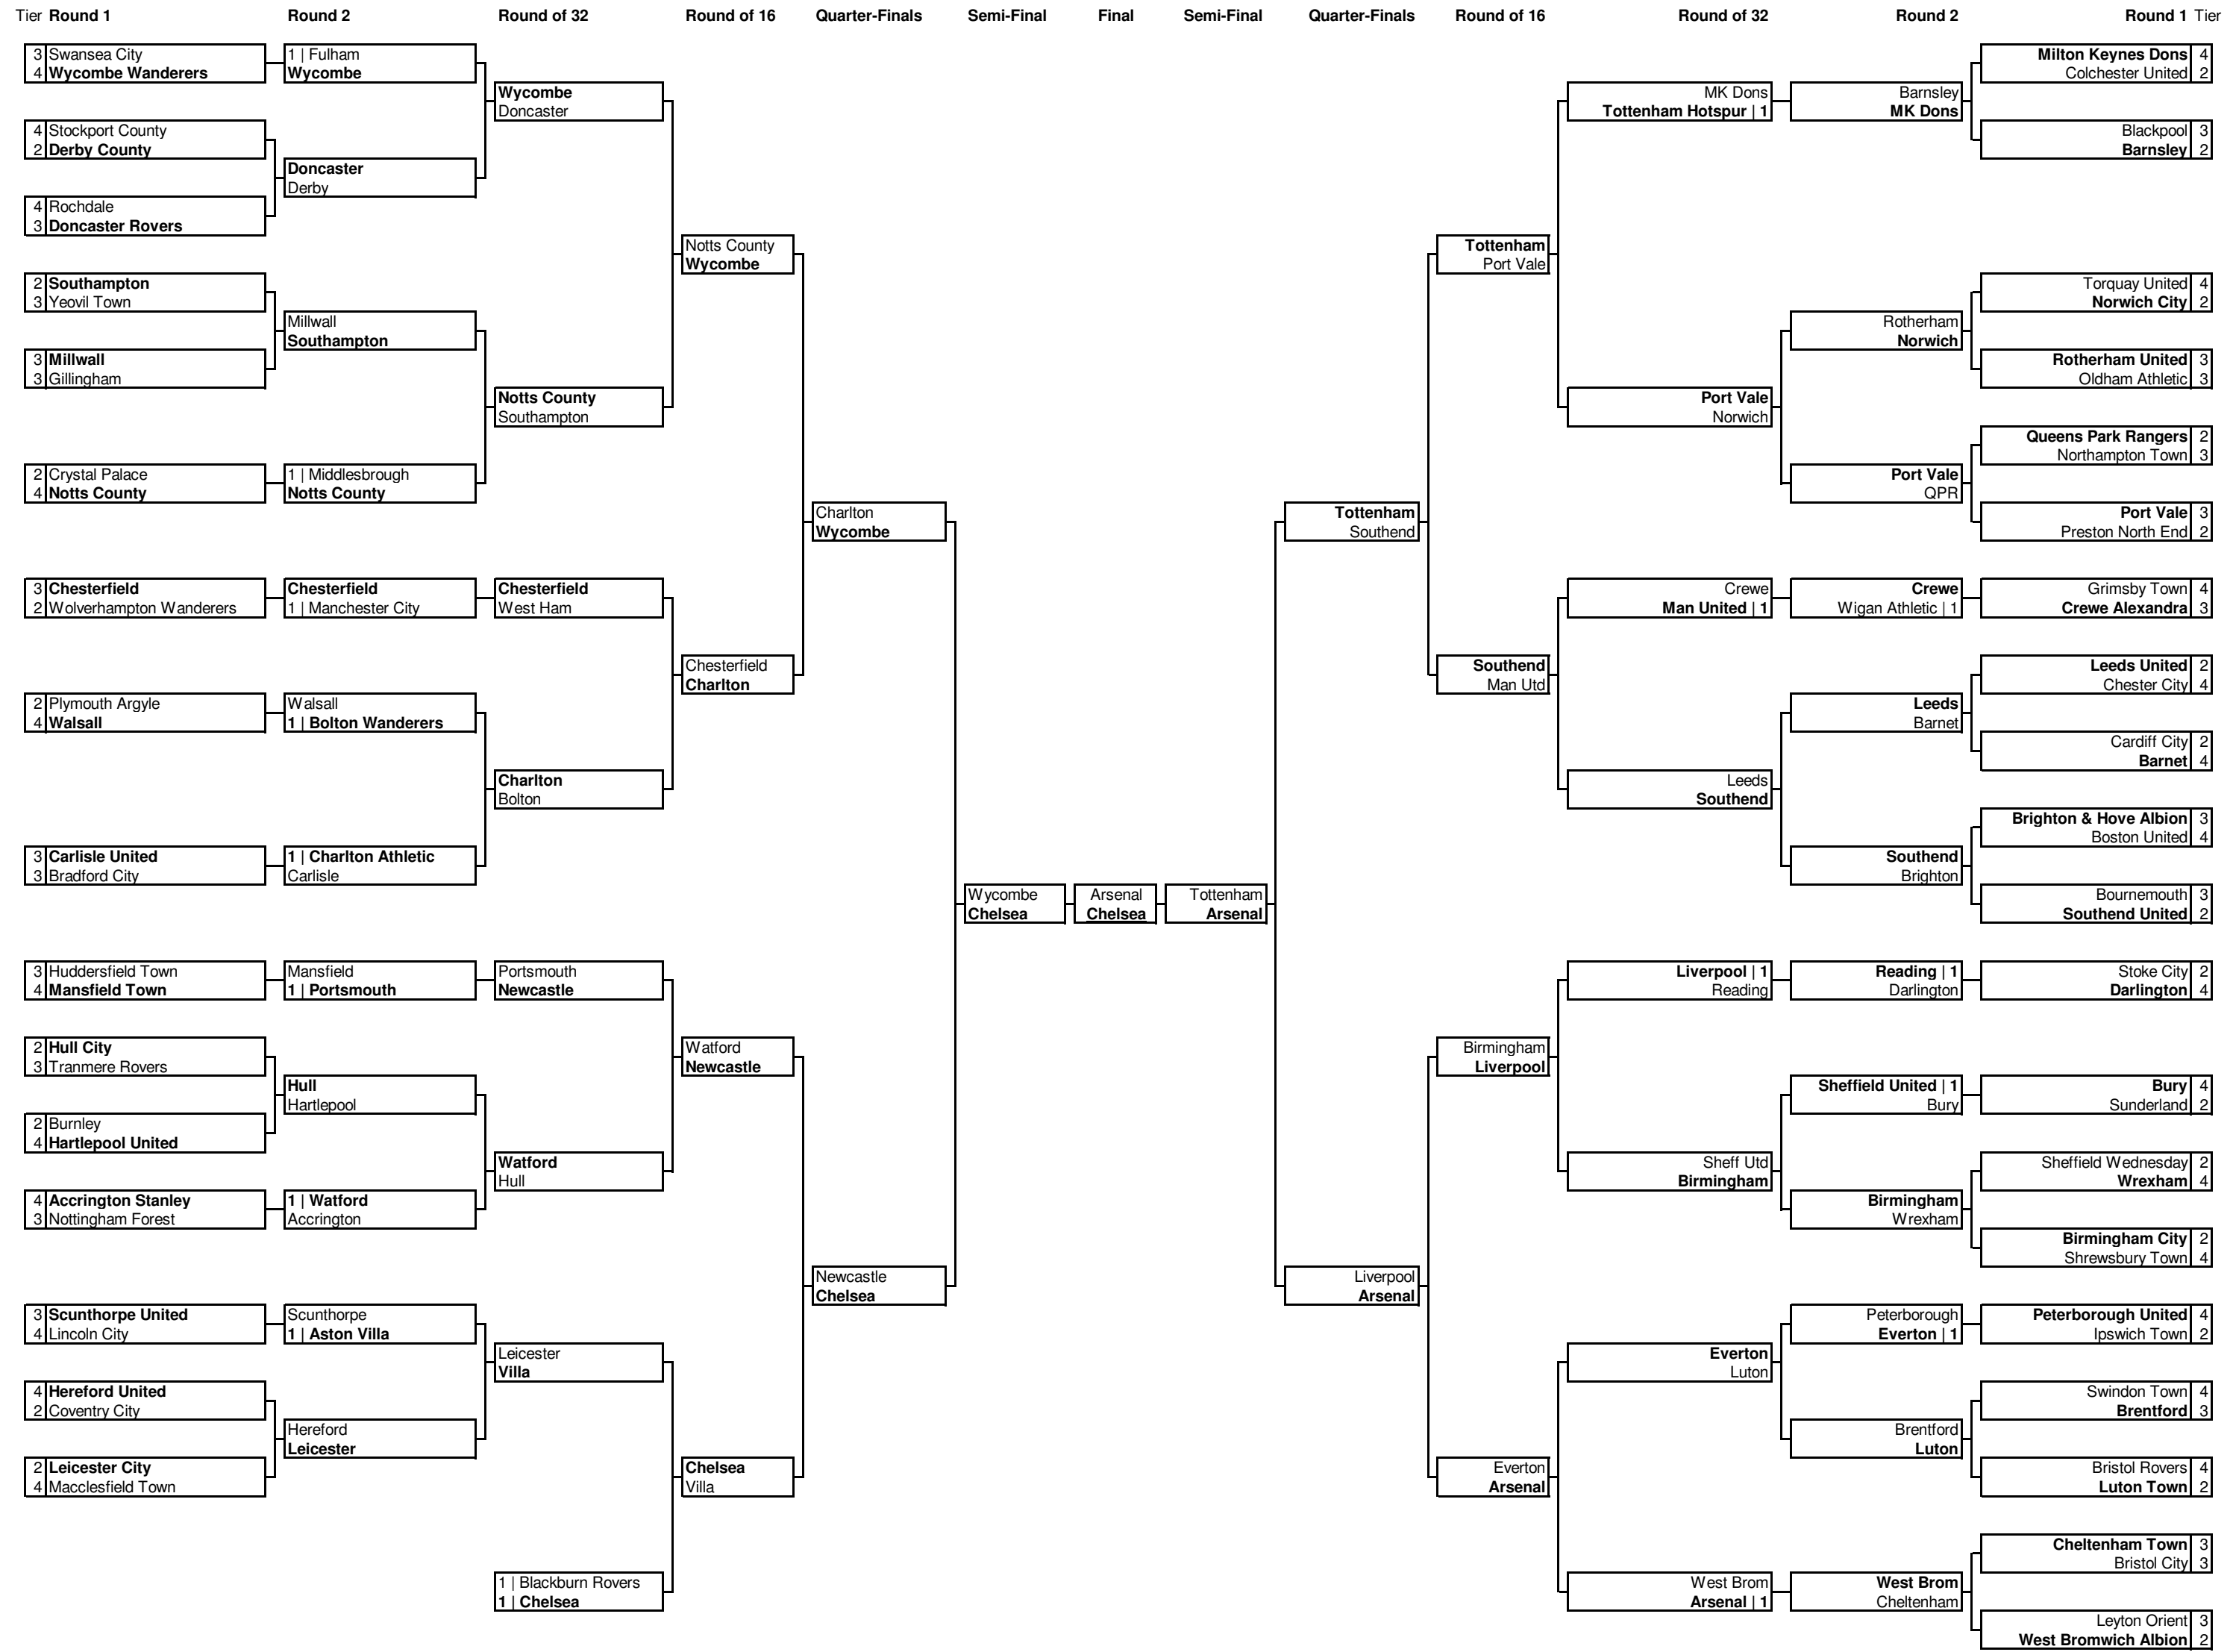 Tier Round 1 Round 2 Round of 32 Round of 16 Quarter-Finals Semi-Final Final Semi-Final Quarter-Finals Round of 16 Round of 32 Round 2 Round 1 Tier
3 Swansea City
4 Wycombe Wanderers
4 Stockport County
2 Derby County
4 Rochdale
3 Doncaster Rovers
2 Southampton
3 Yeovil Town
3 Millwall
3 Gillingham
2 Crystal Palace
4 Notts County
3 Chesterfield
2 Wolverhampton Wanderers
2 Plymouth Argyle
4 Walsall
3 Carlisle United
3 Bradford City
3 Huddersfield Town
4 Mansfield Town
2 Hull City
3 Tranmere Rovers
2 Burnley
4 Hartlepool United
4 Accrington Stanley
3 Nottingham Forest
3 Scunthorpe United
4 Lincoln City
4 Hereford United
2 Coventry City
2 Leicester City
4 Macclesfield Town
1 | Fulham
Wycombe
Doncaster
Derby
Millwall
Southampton
1 | Middlesbrough
Notts County
Chesterfield
1 | Manchester City
Walsall
1 | Bolton Wanderers
1 | Charlton Athletic
Carlisle
Mansfield
1 | Portsmouth
Hull
Hartlepool
1 | Watford
Accrington
Scunthorpe
1 | Aston Villa
Hereford
Leicester
Wycombe
Doncaster
Notts County
Southampton
Chesterfield
West Ham
Charlton
Bolton
Portsmouth
Newcastle
Watford
Hull
Leicester
Villa
1 | Blackburn Rovers
1 | Chelsea
Notts County
Wycombe
Chesterfield
Charlton
Watford
Newcastle
Chelsea
Villa
Charlton
Wycombe
Newcastle
Chelsea
Wycombe
Chelsea
Arsenal
Chelsea
Tottenham
Arsenal
Tottenham
Southend
Liverpool
Arsenal
Tottenham
Port Vale
Southend
Man Utd
Birmingham
Liverpool
Everton
Arsenal
MK Dons
Tottenham Hotspur | 1
Port Vale
Norwich
Crewe
Man United | 1
Leeds
Southend
Liverpool | 1
Reading
Sheff Utd
Birmingham
Everton
Luton
West Brom
Arsenal | 1
Barnsley
MK Dons
Rotherham
Norwich
Port Vale
QPR
Crewe
Wigan Athletic | 1
Leeds
Barnet
Southend
Brighton
Reading | 1
Darlington
Sheffield United | 1
Bury
Birmingham
Wrexham
Peterborough
Everton | 1
Brentford
Luton
West Brom
Cheltenham
Milton Keynes Dons 4
Colchester United 2
Blackpool 3
Barnsley 2
Torquay United 4
Norwich City 2
Rotherham United 3
Oldham Athletic 3
Queens Park Rangers 2
Northampton Town 3
Port Vale 3
Preston North End 2
Grimsby Town 4
Crewe Alexandra 3
Leeds United 2
Chester City 4
Cardiff City 2
Barnet 4
Brighton & Hove Albion 3
Boston United 4
Bournemouth 3
Southend United 2
Stoke City 2
Darlington 4
Bury 4
Sunderland 2
Sheffield Wednesday 2
Wrexham 4
Birmingham City 2
Shrewsbury Town 4
Peterborough United 4
Ipswich Town 2
Swindon Town 4
Brentford 3
Bristol Rovers 4
Luton Town 2
Cheltenham Town 3
Bristol City 3
Leyton Orient 3
West Bromwich Albion 2